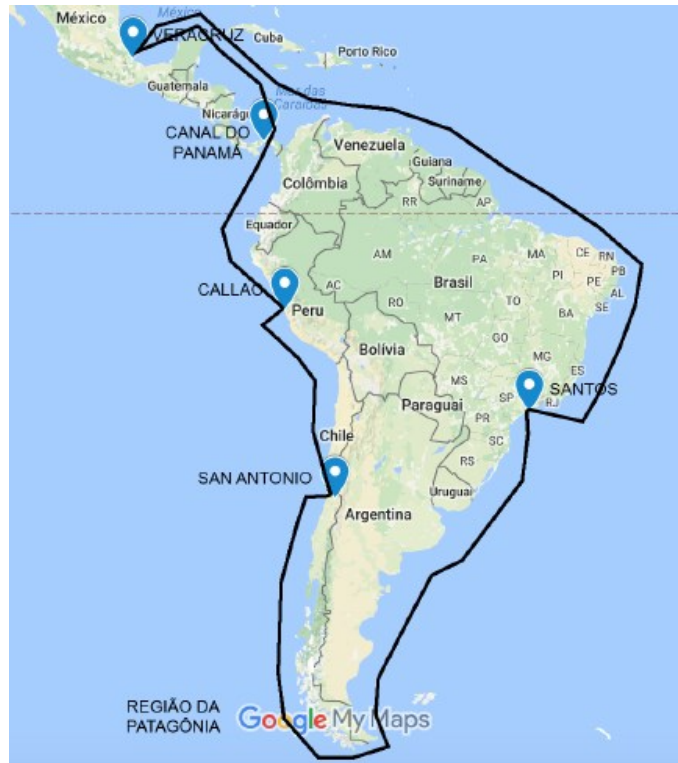 México
México
VERACRUZ
Cuba
Porto Rico
Guatemala
Mar das
Caraíbas
Nicarágu
CANAL DO
PANAMÁ
Venezuela
Guiana
Suriname
Colômbia
RR
AP
Equador
AM
PA
MA
CE
RN
PB
PI
PE
AL
SE
CALLAO
AC
Peru
RO
TO
Brasil
BA
MT
GO
Bolívia
MG
ES
MS
SP
RJ
SANTOS
Paraguai
PR
SC
Chile
RS
SAN ANTONIO
Uruguai
Argentina
REGIÃO DA
PATAGÔNIA
Google My Maps